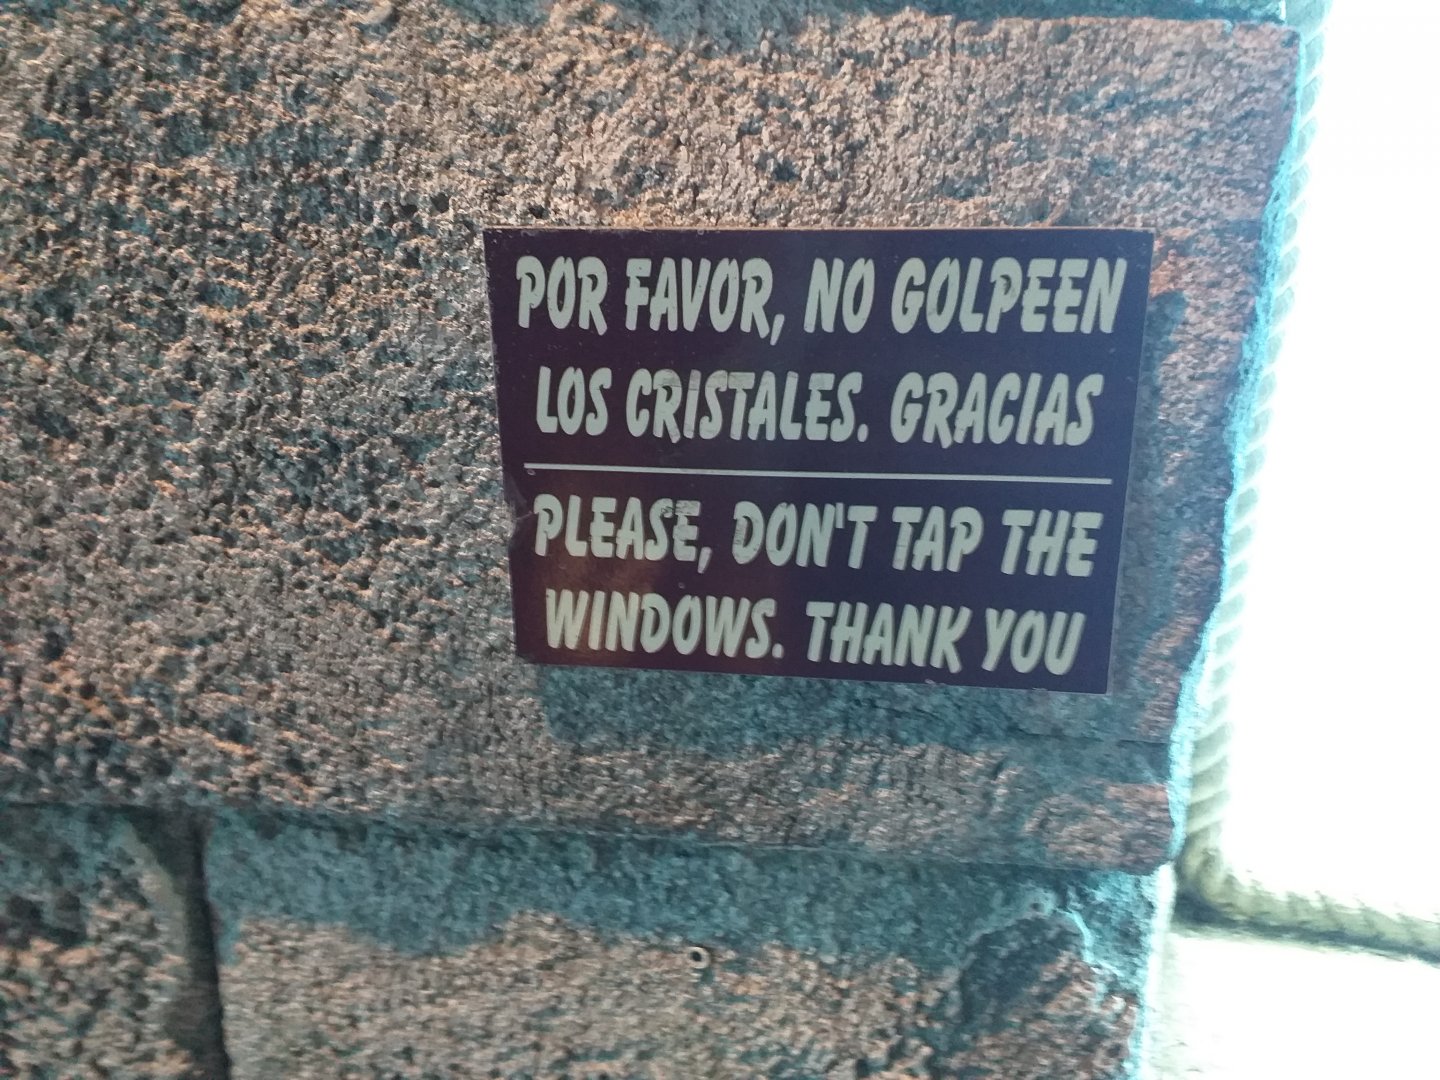 POR FAVOR, NO GOLPEEN
LOS CRISTALES. GRACIAS
PLEASE, DON'T TAP THE
WINDOWS. THANK YOU